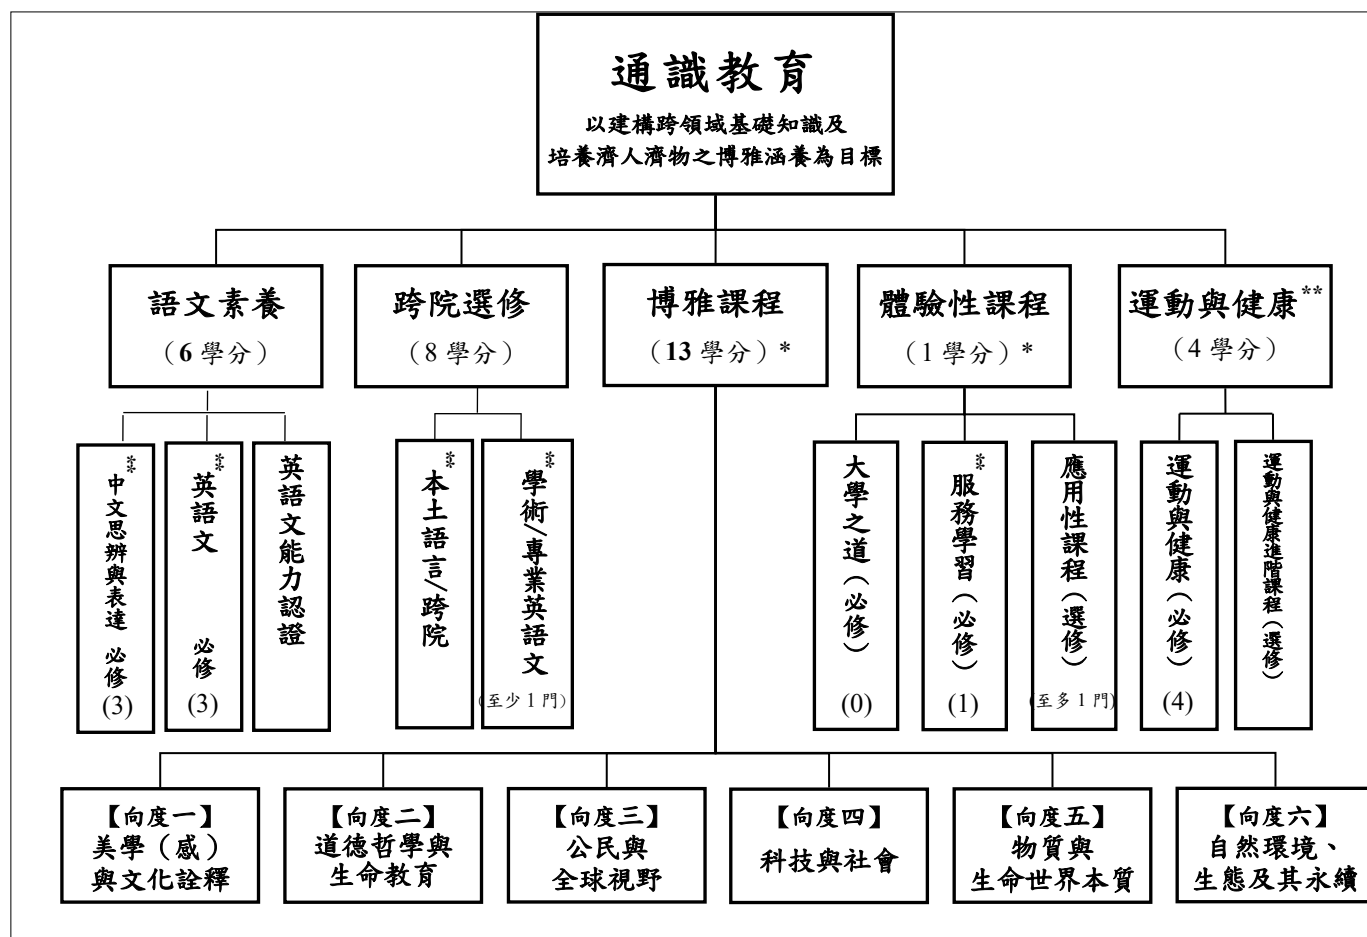 通識教育
以建構跨領域基礎知識及
培養濟人濟物之博雅涵養為目標
語文素養
（6 學分）
跨院選修
（8 學分）
博雅課程
（13 學分）*
體驗性課程
（1 學分）*
運動與健康**
（4 學分）
**中文思辨與表達 必修
(3)
**英語文 必修
(3)
英語文能力認證
本土語言/跨院
**學術/專業英語文
(至少 1 門)
大學之道(必修)
(0)
**服務學習(必修)
(1)
應用性課程(選修)
(至多 1 門)
運動與健康(必修)
(4)
運動與健康進階課程(選修)
【向度一】
美學（感）
與文化詮釋
【向度二】
道德哲學與
生命教育
【向度三】
公民與
全球視野
【向度四】
科技與社會
【向度五】
物質與
生命世界本質
【向度六】
自然環境、
生態及其永續